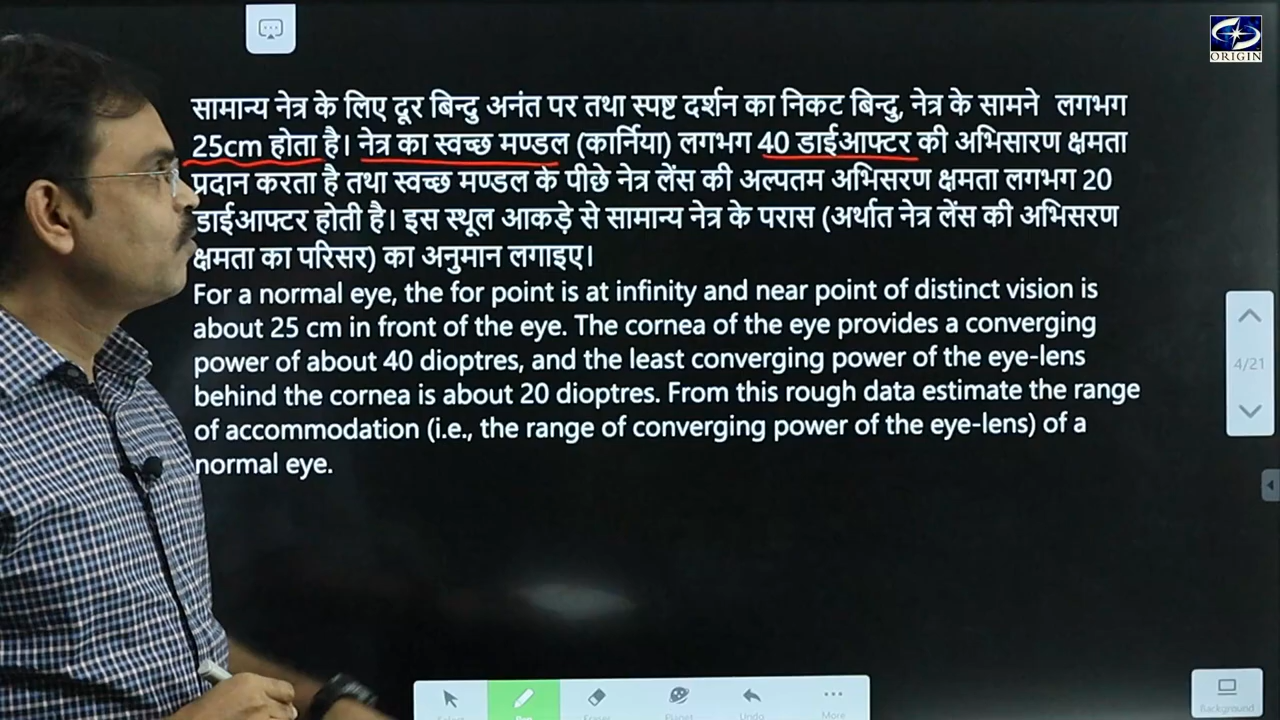 ORIGIN
सामान्य नेत्र के लिए दूर बिन्दु अनंत पर तथा स्पष्ट दर्शन का निकट बिन्दु, नेत्र के सामने लगभग
25cm होता है। नेत्र का स्वच्छ मण्डल (कार्निया) लगभग 40 डाईआफ्टर की अभिसारण क्षमता
प्रदान करता है तथा स्वच्छ मण्डल के पीछे नेत्र लेंस की अल्पतम अभिसरण क्षमता लगभग 20
डाईआफ्टर होती है। इस स्थूल आकड़े से सामान्य नेत्र के परास (अर्थात नेत्र लेंस की अभिसरण
क्षमता का परिसर) का अनुमान लगाइए।
For a normal eye, the for point is at infinity and near point of distinct vision is
about 25 cm in front of the eye. The cornea of the eye provides a converging
power of about 40 dioptres, and the least converging power of the eye-lens
behind the cornea is about 20 dioptres. From this rough data estimate the range
of accommodation (i.e., the range of converging power of the eye-lens) of a
normal eye.
4/21
Select Pen Eraser Planet Undo More
Background